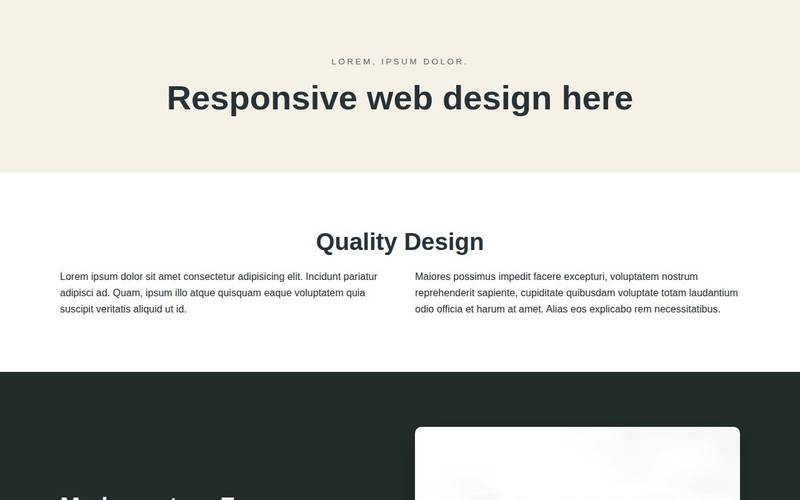 LOREM, IPSUM DOLOR.
Responsive web design here
Quality Design
Lorem ipsum dolor sit amet consectetur adipisicing elit. Incidunt pariatur
adipisci ad. Quam, ipsum illo atque quisquam eaque voluptatem quia
suscipit veritatis aliquid ut id.
Maiores possimus impedit facere excepturi, voluptatem nostrum
reprehenderit sapiente, cupiditate quibusdam voluptate totam laudantium
odio officia et harum at amet. Alias eos explicabo rem necessitatibus.